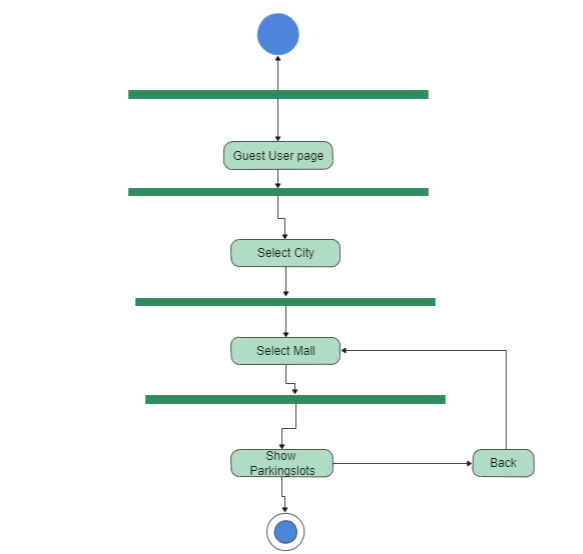 Guest User page
Select City
Select Mall
Show
Parkingslots
Back